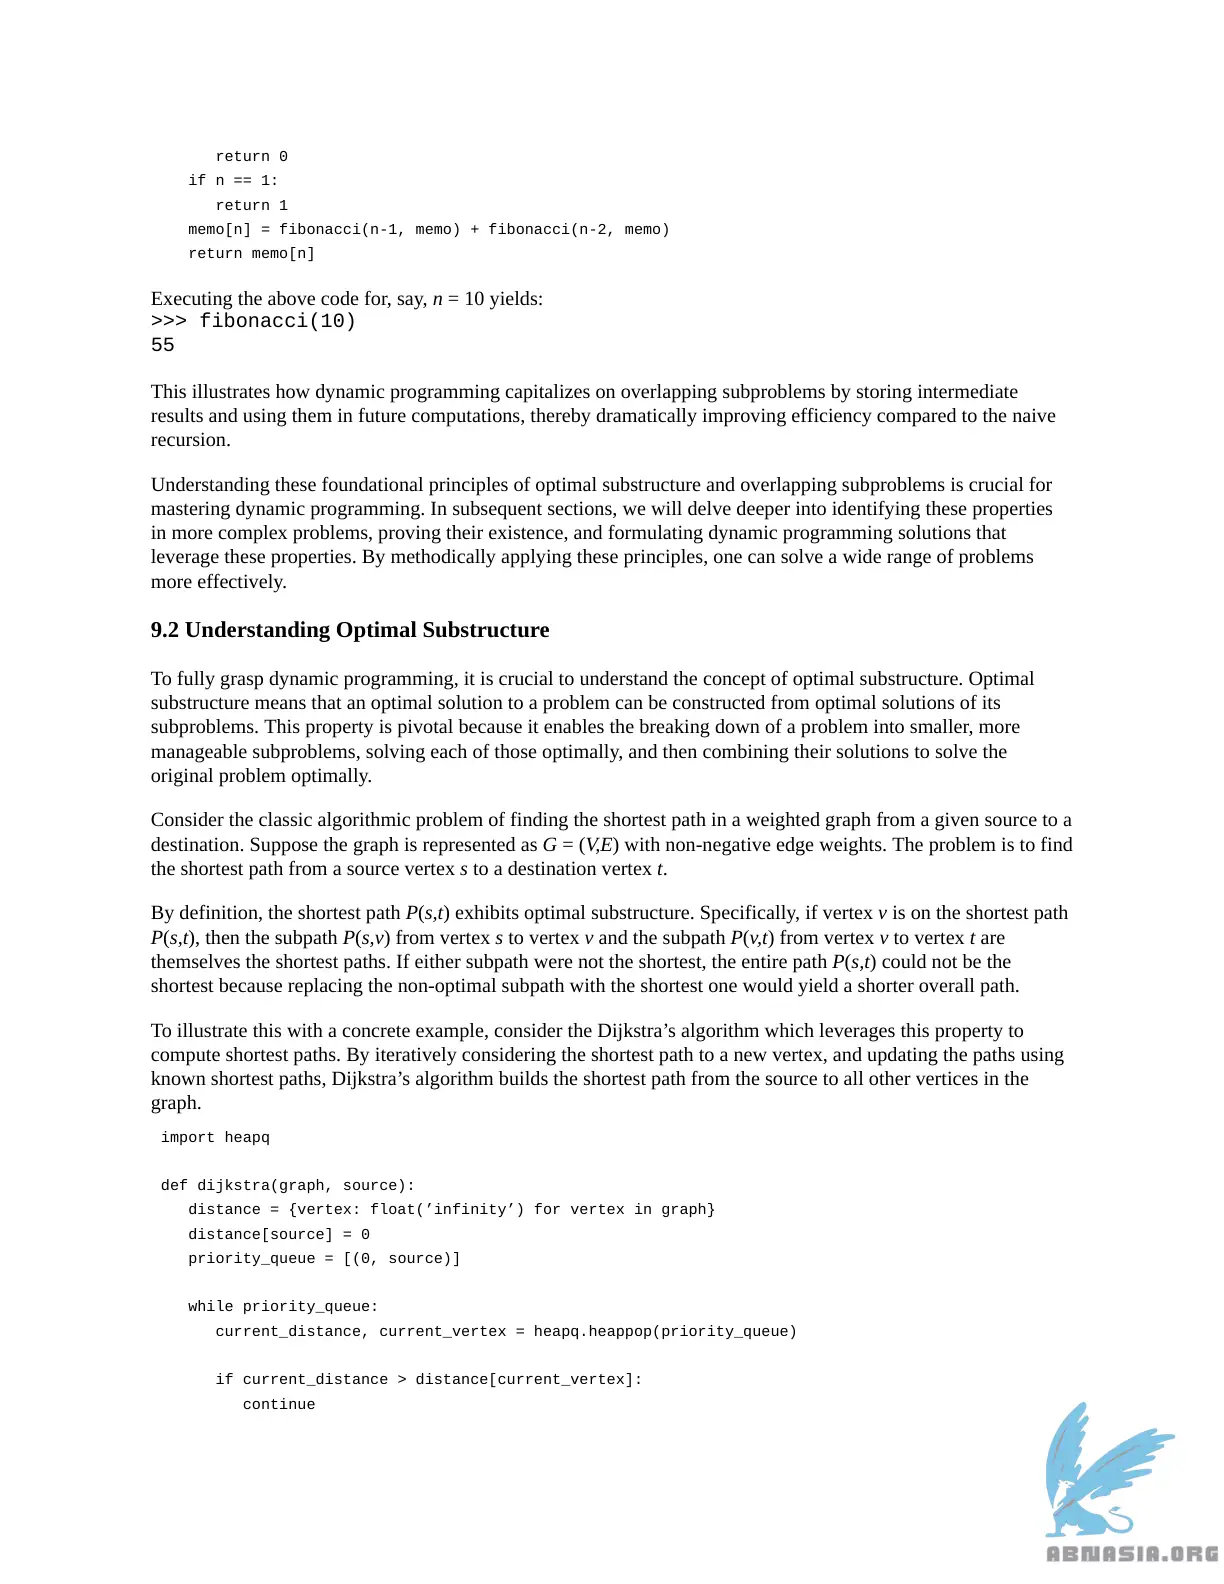 return 0
if n == 1:
return 1
memo[n] = fibonacci(n-1, memo) + fibonacci(n-2, memo)
return memo[n]
Executing the above code for, say, n = 10 yields:
>>> fibonacci(10)
55
This illustrates how dynamic programming capitalizes on overlapping subproblems by storing intermediate
results and using them in future computations, thereby dramatically improving efficiency compared to the naive
recursion.
Understanding these foundational principles of optimal substructure and overlapping subproblems is crucial for
mastering dynamic programming. In subsequent sections, we will delve deeper into identifying these properties
in more complex problems, proving their existence, and formulating dynamic programming solutions that
leverage these properties. By methodically applying these principles, one can solve a wide range of problems
more effectively.
9.2 Understanding Optimal Substructure
To fully grasp dynamic programming, it is crucial to understand the concept of optimal substructure. Optimal
substructure means that an optimal solution to a problem can be constructed from optimal solutions of its
subproblems. This property is pivotal because it enables the breaking down of a problem into smaller, more
manageable subproblems, solving each of those optimally, and then combining their solutions to solve the
original problem optimally.
Consider the classic algorithmic problem of finding the shortest path in a weighted graph from a given source to a
destination. Suppose the graph is represented as G = (V,E) with non-negative edge weights. The problem is to find
the shortest path from a source vertex s to a destination vertex t.
By definition, the shortest path P(s,t) exhibits optimal substructure. Specifically, if vertex v is on the shortest path
P(s,t), then the subpath P(s,v) from vertex s to vertex v and the subpath P(v,t) from vertex v to vertex t are
themselves the shortest paths. If either subpath were not the shortest, the entire path P(s,t) could not be the
shortest because replacing the non-optimal subpath with the shortest one would yield a shorter overall path.
To illustrate this with a concrete example, consider the Dijkstra’s algorithm which leverages this property to
compute shortest paths. By iteratively considering the shortest path to a new vertex, and updating the paths using
known shortest paths, Dijkstra’s algorithm builds the shortest path from the source to all other vertices in the
graph.
import heapq
def dijkstra(graph, source):
distance = {vertex: float(’infinity’) for vertex in graph}
distance[source] = 0
priority_queue = [(0, source)]
while priority_queue:
current_distance, current_vertex = heapq.heappop(priority_queue)
if current_distance > distance[current_vertex]:
continue
ABNASIA.ORG